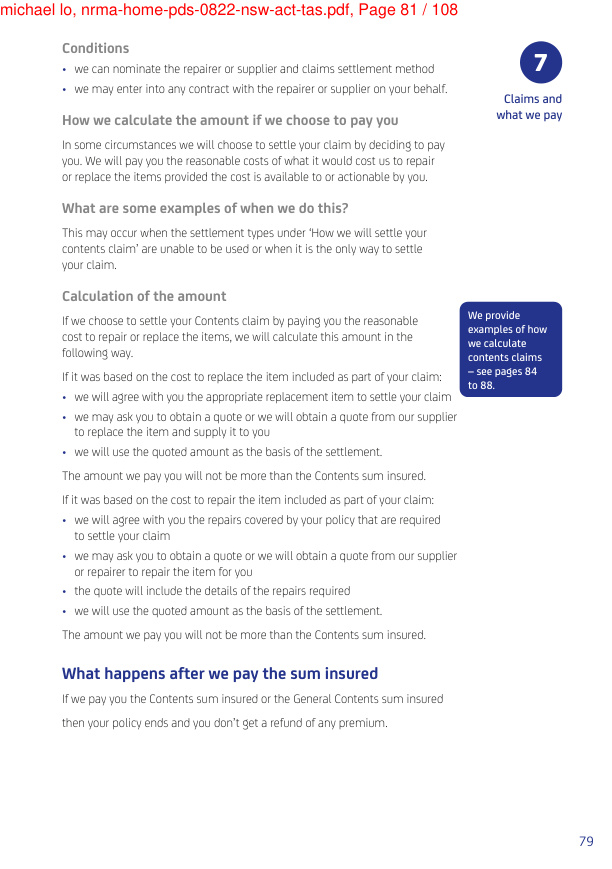 michael lo, nrma-home-pds-0822-nsw-act-tas.pdf, Page 81 / 108
Conditions
• we can nominate the repairer or supplier and claims settlement method
• we may enter into any contract with the repairer or supplier on your behalf.
7
Claims and
what we pay
How we calculate the amount if we choose to pay you
In some circumstances we will choose to settle your claim by deciding to pay
you. We will pay you the reasonable costs of what it would cost us to repair
or replace the items provided the cost is available to or actionable by you.
What are some examples of when we do this?
This may occur when the settlement types under ‘How we will settle your
contents claim’ are unable to be used or when it is the only way to settle
your claim.
Calculation of the amount
If we choose to settle your Contents claim by paying you the reasonable
cost to repair or replace the items, we will calculate this amount in the
following way.
We provide
examples of how
we calculate
contents claims
– see pages 84
to 88.
If it was based on the cost to replace the item included as part of your claim:
• we will agree with you the appropriate replacement item to settle your claim
• we may ask you to obtain a quote or we will obtain a quote from our supplier
to replace the item and supply it to you
• we will use the quoted amount as the basis of the settlement.
The amount we pay you will not be more than the Contents sum insured.
If it was based on the cost to repair the item included as part of your claim:
• we will agree with you the repairs covered by your policy that are required
to settle your claim
• we may ask you to obtain a quote or we will obtain a quote from our supplier
or repairer to repair the item for you
• the quote will include the details of the repairs required
• we will use the quoted amount as the basis of the settlement.
The amount we pay you will not be more than the Contents sum insured.
What happens after we pay the sum insured
If we pay you the Contents sum insured or the General Contents sum insured
then your policy ends and you don’t get a refund of any premium.
79